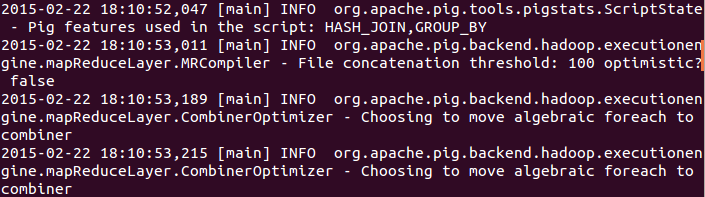 2015-02-22 18:10:52,047 [main] INFO  org.apache.pig.tools.pigstats.ScriptState
 - Pig features used in the script: HASH_JOIN,GROUP_BY
2015-02-22 18:10:53,011 [main] INFO  org.apache.pig.backend.hadoop.executionen
gine.mapReduceLayer.MRCompiler - File concatenation threshold: 100 optimistic?
 false
2015-02-22 18:10:53,189 [main] INFO  org.apache.pig.backend.hadoop.executionen
gine.mapReduceLayer.CombinerOptimizer - Choosing to move algebraic foreach to
combiner
2015-02-22 18:10:53,215 [main] INFO  org.apache.pig.backend.hadoop.executionen
gine.mapReduceLayer.CombinerOptimizer - Choosing to move algebraic foreach to
combiner